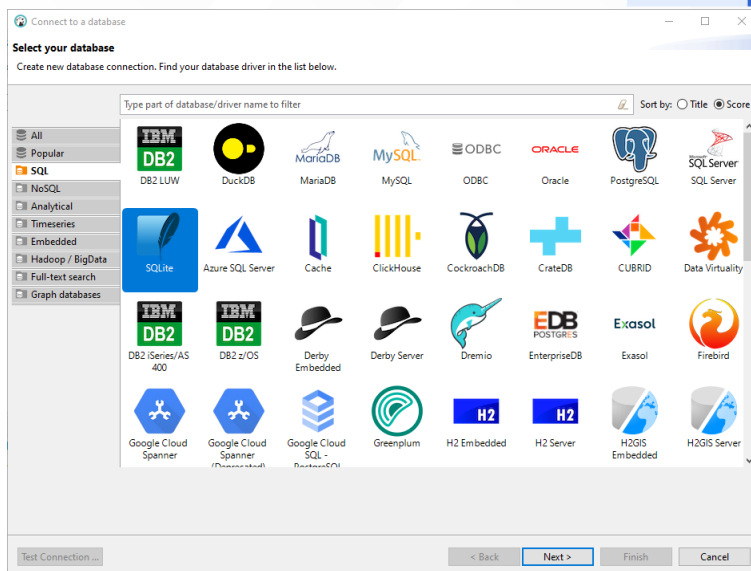 Connect to a database
Select your database
Create new database connection. Find your database driver in the list below.
Type part of database/driver name to filter
Sort by: Title Score
All
Popular
SQL
NoSQL
Analytical
Timeseries
Embedded
Hadoop / BigData
Full-text search
Graph databases
IBM
DB2
MariaDB
MySQL
ODBC
ORACLE
SQL Server
DB2 LUW DuckDB MariaDB MySQL ODBC Oracle PostgreSQL SQL Server
SQLite Azure SQL Server Cache ClickHouse CockroachDB CrateDB CUBRID Data Virtuality
IBM
DB2
IBM
DB2
EDB
POSTGRES
Exasol
DB2 iSeries/AS
400
DB2 z/OS
Derby
Embedded
Derby Server
Dremio
EnterpriseDB
Exasol
Firebird
H2
H2
Google Cloud
Spanner
Google Cloud
Spanner
(Deprecated)
Google Cloud
SQL -
PostgreSQL
Greenplum
H2 Embedded
H2 Server
H2GIS
Embedded
H2GIS Server
Test Connection ...
< Back
Next >
Finish
Cancel